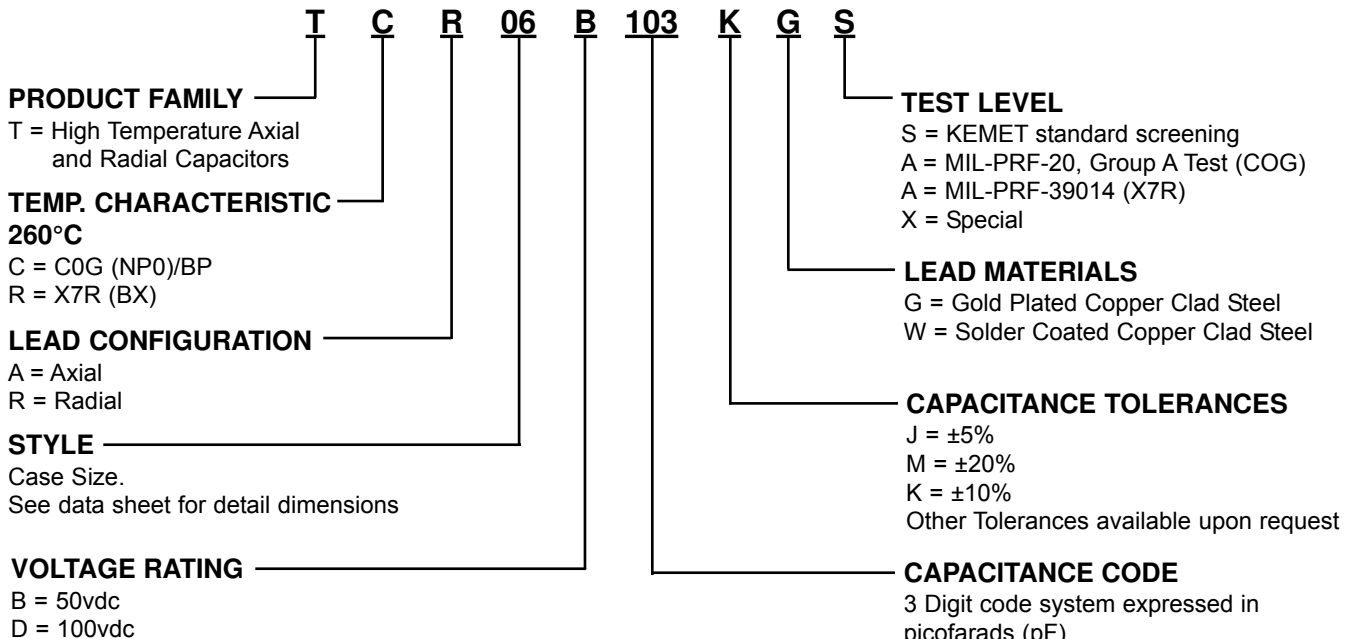 T C R 06 B 103 K G S
PRODUCT FAMILY
T = High Temperature Axial
and Radial Capacitors
TEMP. CHARACTERISTIC
260°C
C = C0G (NP0)/BP
R = X7R (BX)
LEAD CONFIGURATION
A = Axial
R = Radial
STYLE
Case Size.
See data sheet for detail dimensions
VOLTAGE RATING
B = 50vdc
D = 100vdc
TEST LEVEL
S = KEMET standard screening
A = MIL-PRF-20, Group A Test (COG)
A = MIL-PRF-39014 (X7R)
X = Special
LEAD MATERIALS
G = Gold Plated Copper Clad Steel
W = Solder Coated Copper Clad Steel
CAPACITANCE TOLERANCES
J = ±5%
M = ±20%
K = ±10%
Other Tolerances available upon request
CAPACITANCE CODE
3 Digit code system expressed in
picofarads (pF)